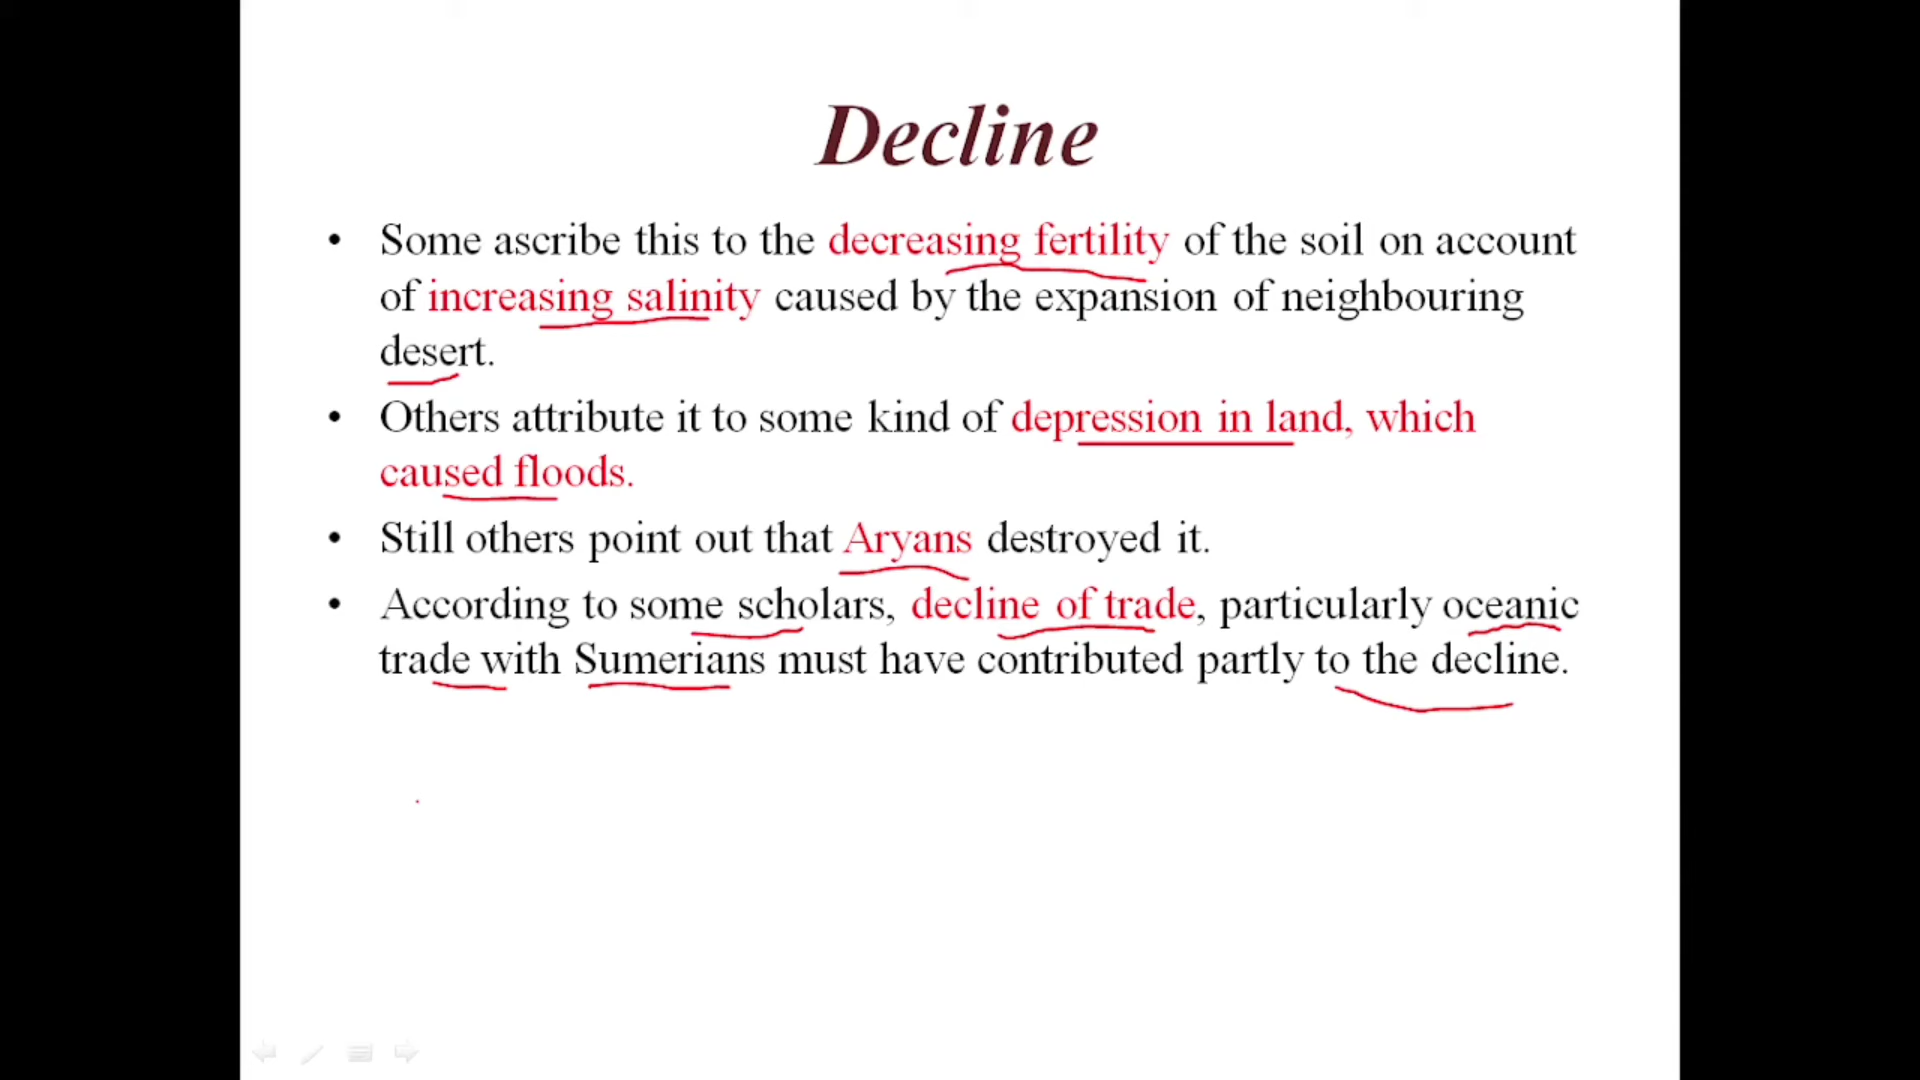 Decline
• Some ascribe this to the decreasing fertility of the soil on account
of increasing salinity caused by the expansion of neighbouring
desert.
• Others attribute it to some kind of depression in land, which
caused floods.
• Still others point out that Aryans destroyed it.
• According to some scholars, decline of trade, particularly oceanic
trade with Sumerians must have contributed partly to the decline.